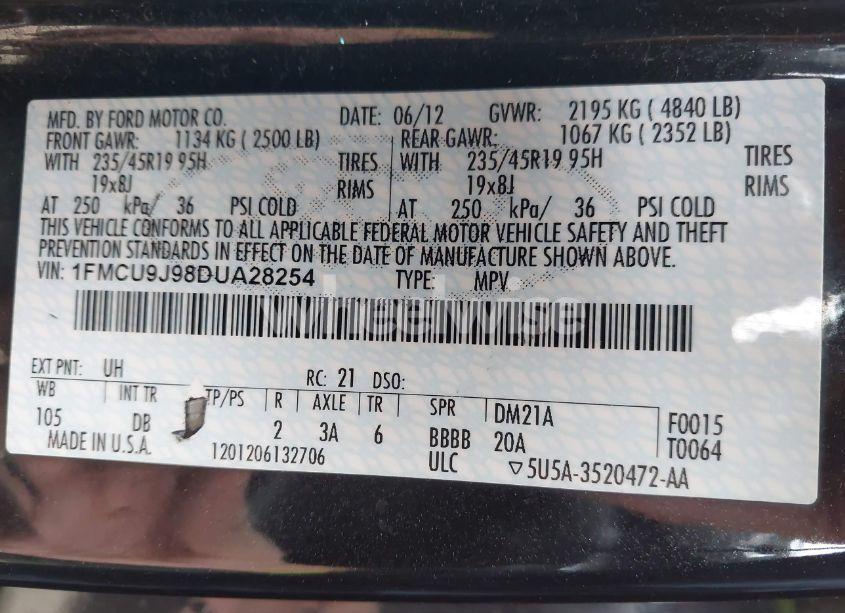 MFD. BY FORD MOTOR CO. DATE: 06/12 GVWR: 2195 KG ( 4840 LB)
FRONT GAWR: 1134 KG ( 2500 LB) REAR GAWR: 1067 KG ( 2352 LB)
WITH 235/45R19 95H TIRES WITH 235/45R19 95H TIRES
19x8J RIMS 19x8J RIMS
AT 250 kPa/ 36 PSI COLD AT 250 kPa/ 36 PSI COLD
THIS VEHICLE CONFORMS TO ALL APPLICABLE FEDERAL MOTOR VEHICLE SAFETY AND THEFT
PREVENTION STANDARDS IN EFFECT ON THE DATE OF MANUFACTURE SHOWN ABOVE.
VIN: 1FMCU9J98DUA28254 TYPE: MPV
Wheelwise
EXT PNT: UH RC: 21 DSO:
WB INT TR TP/PS R AXLE TR SPR DM21A F0015
105 DB 2 3A 6 BBBB 20A T0064
MADE IN U.S.A. 1201206132706 ULC ▽5U5A-3520472-AA